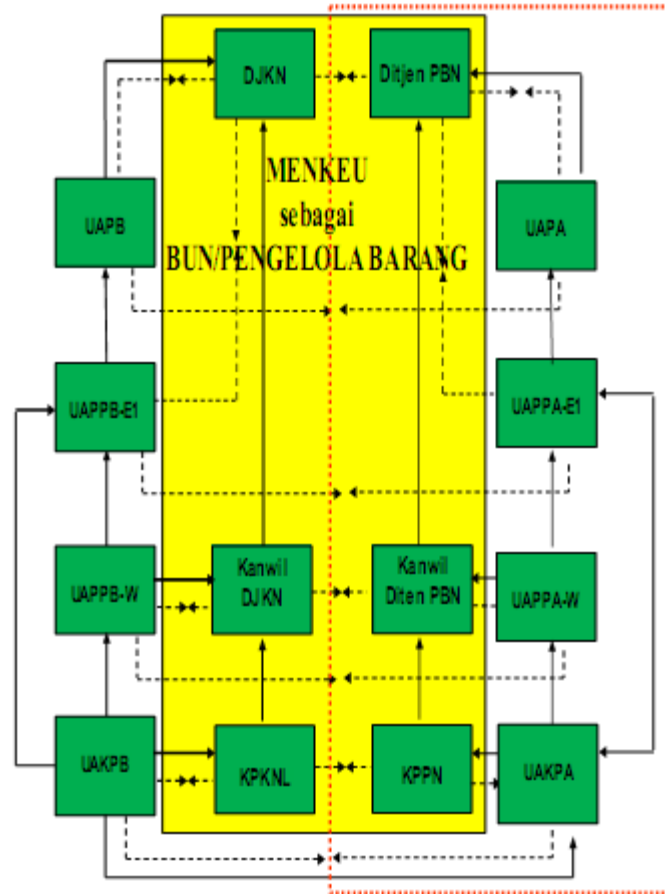 DJKN
Ditjen PBN
MENKEU
sebagai
BUN/PENGELOLA BARANG
UAPB
UAPA
UAPPB-E1
UAPPA-E1
UAPPB-W
Kanwil
DJKN
Kanwil
Diten PBN
UAPPA-W
UAKPB
KPKNL
KPPN
UAKPA